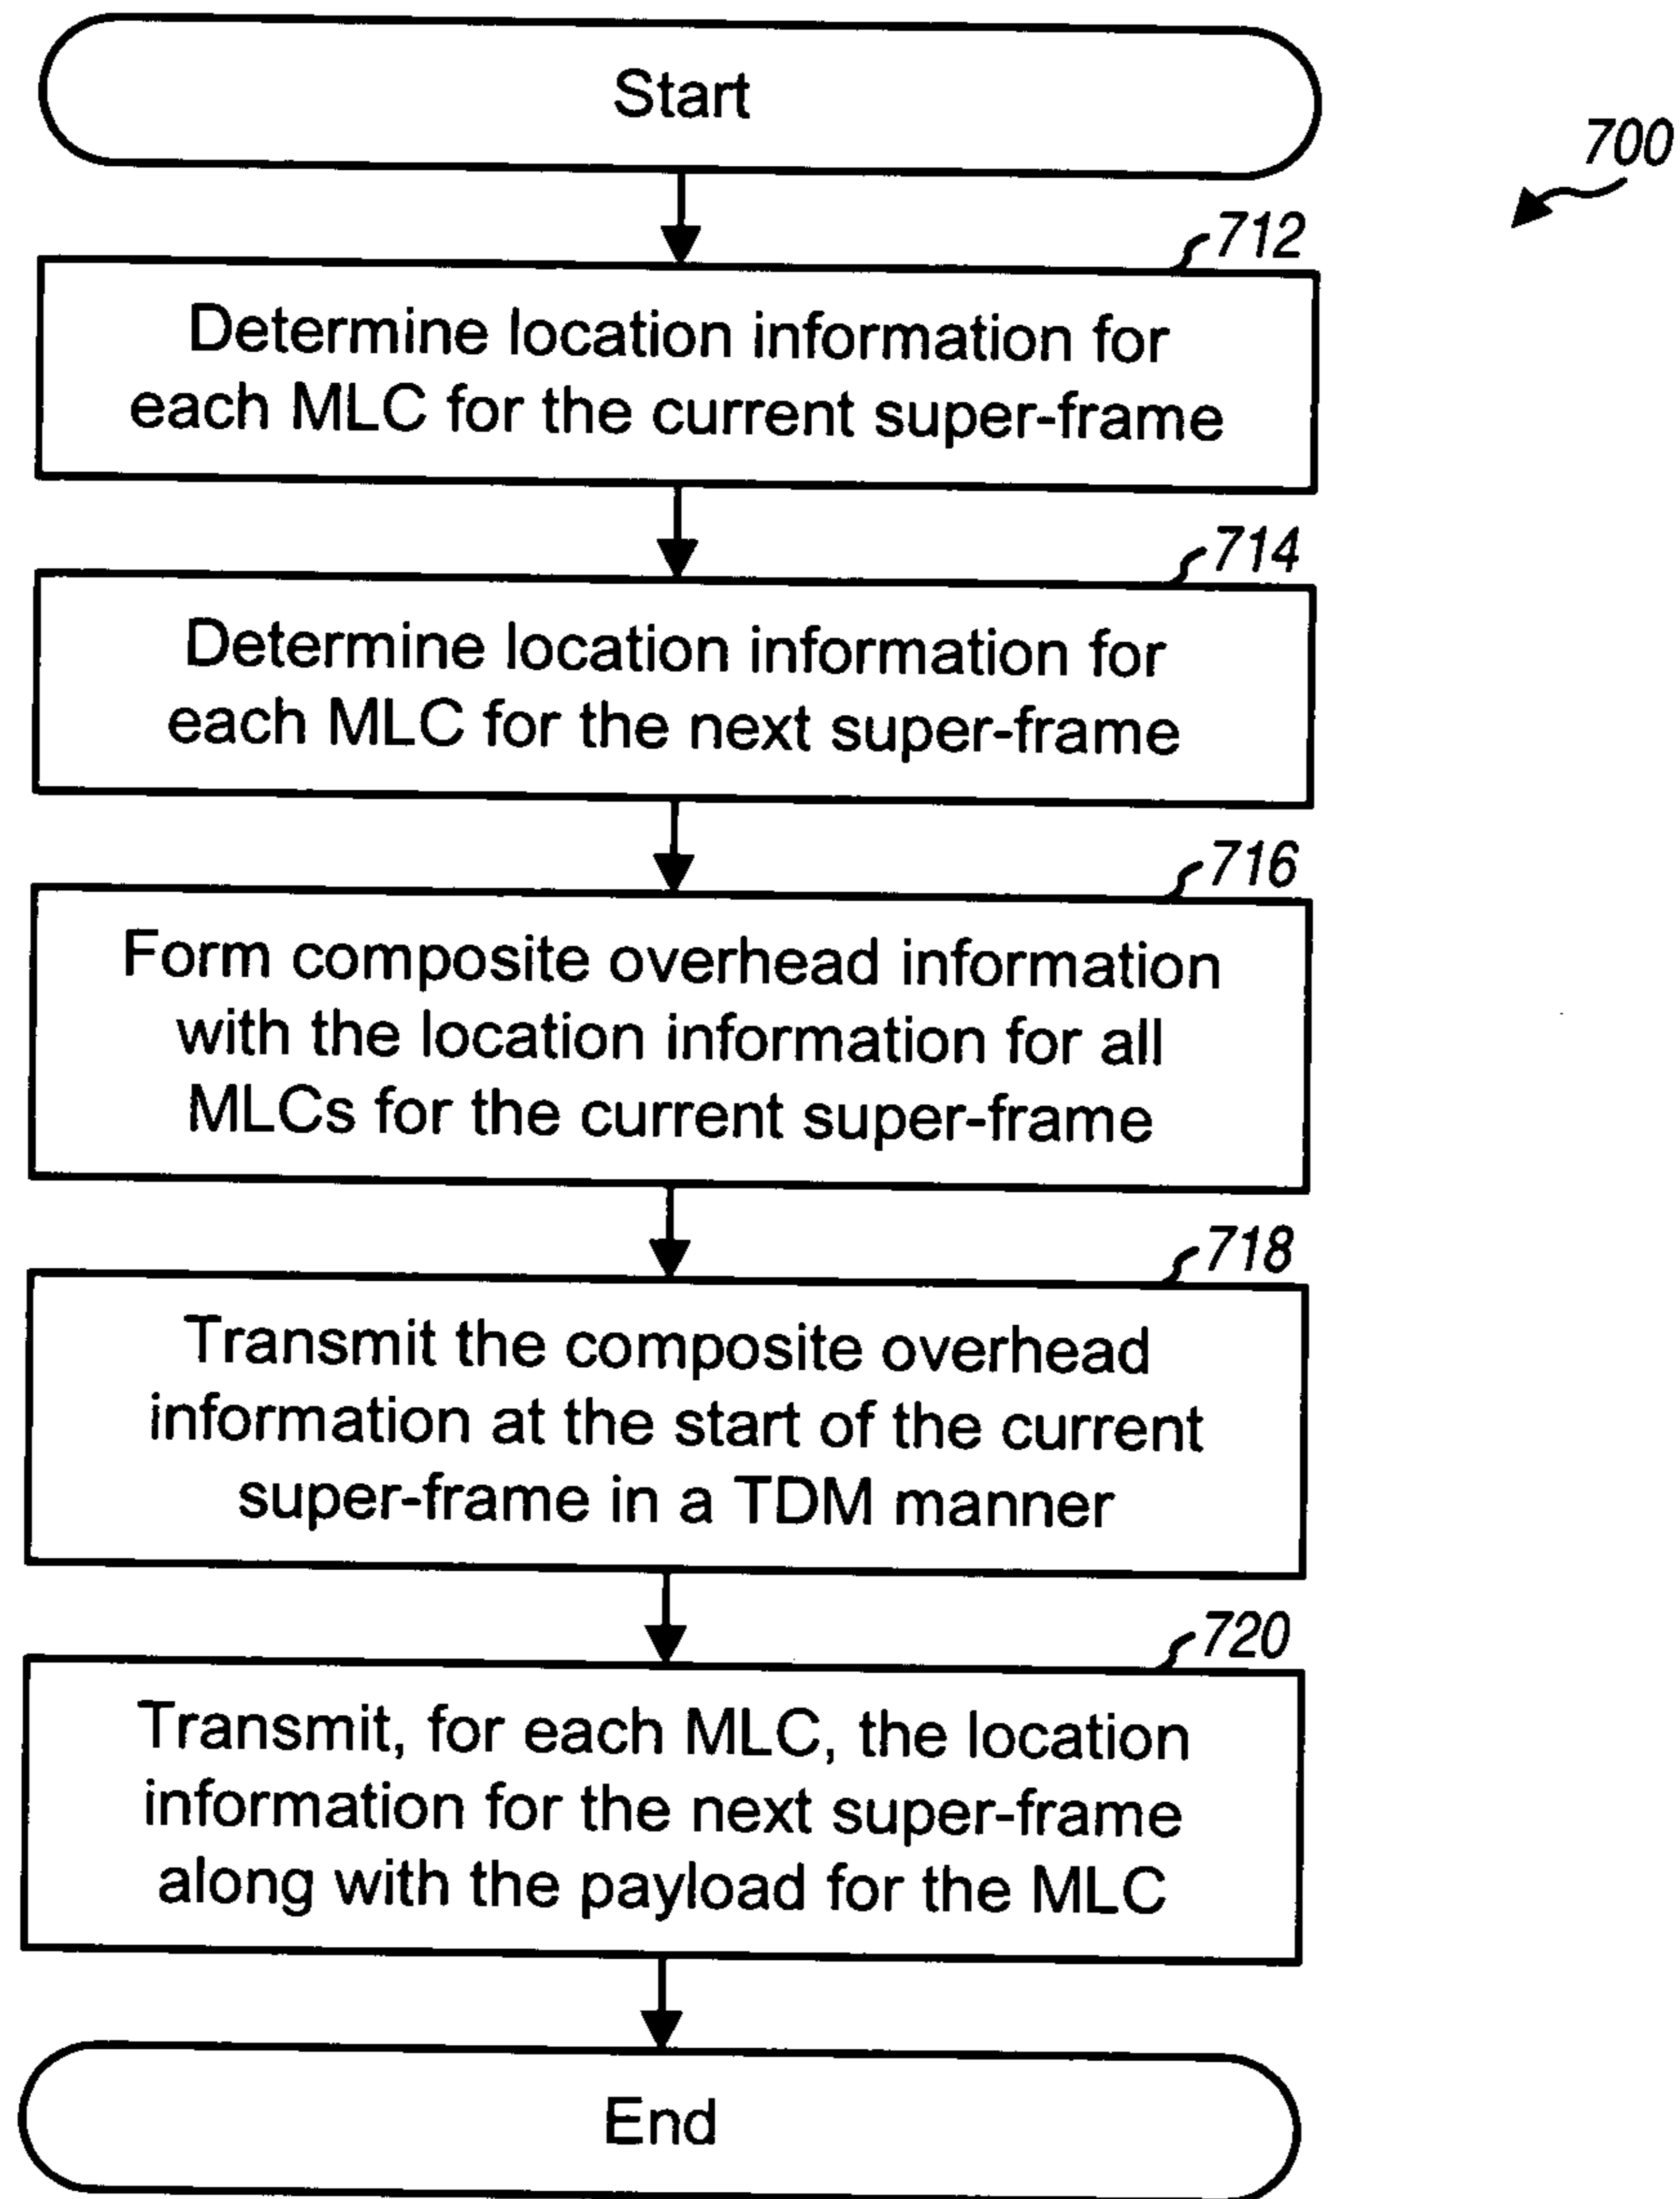 Start
700
712
Determine location information for
each MLC for the current super-frame
714
Determine location information for
each MLC for the next super-frame
716
Form composite overhead information
with the location information for all
MLCs for the current super-frame
718
Transmit the composite overhead
information at the start of the current
super-frame in a TDM manner
720
Transmit, for each MLC, the location
information for the next super-frame
along with the payload for the MLC
End